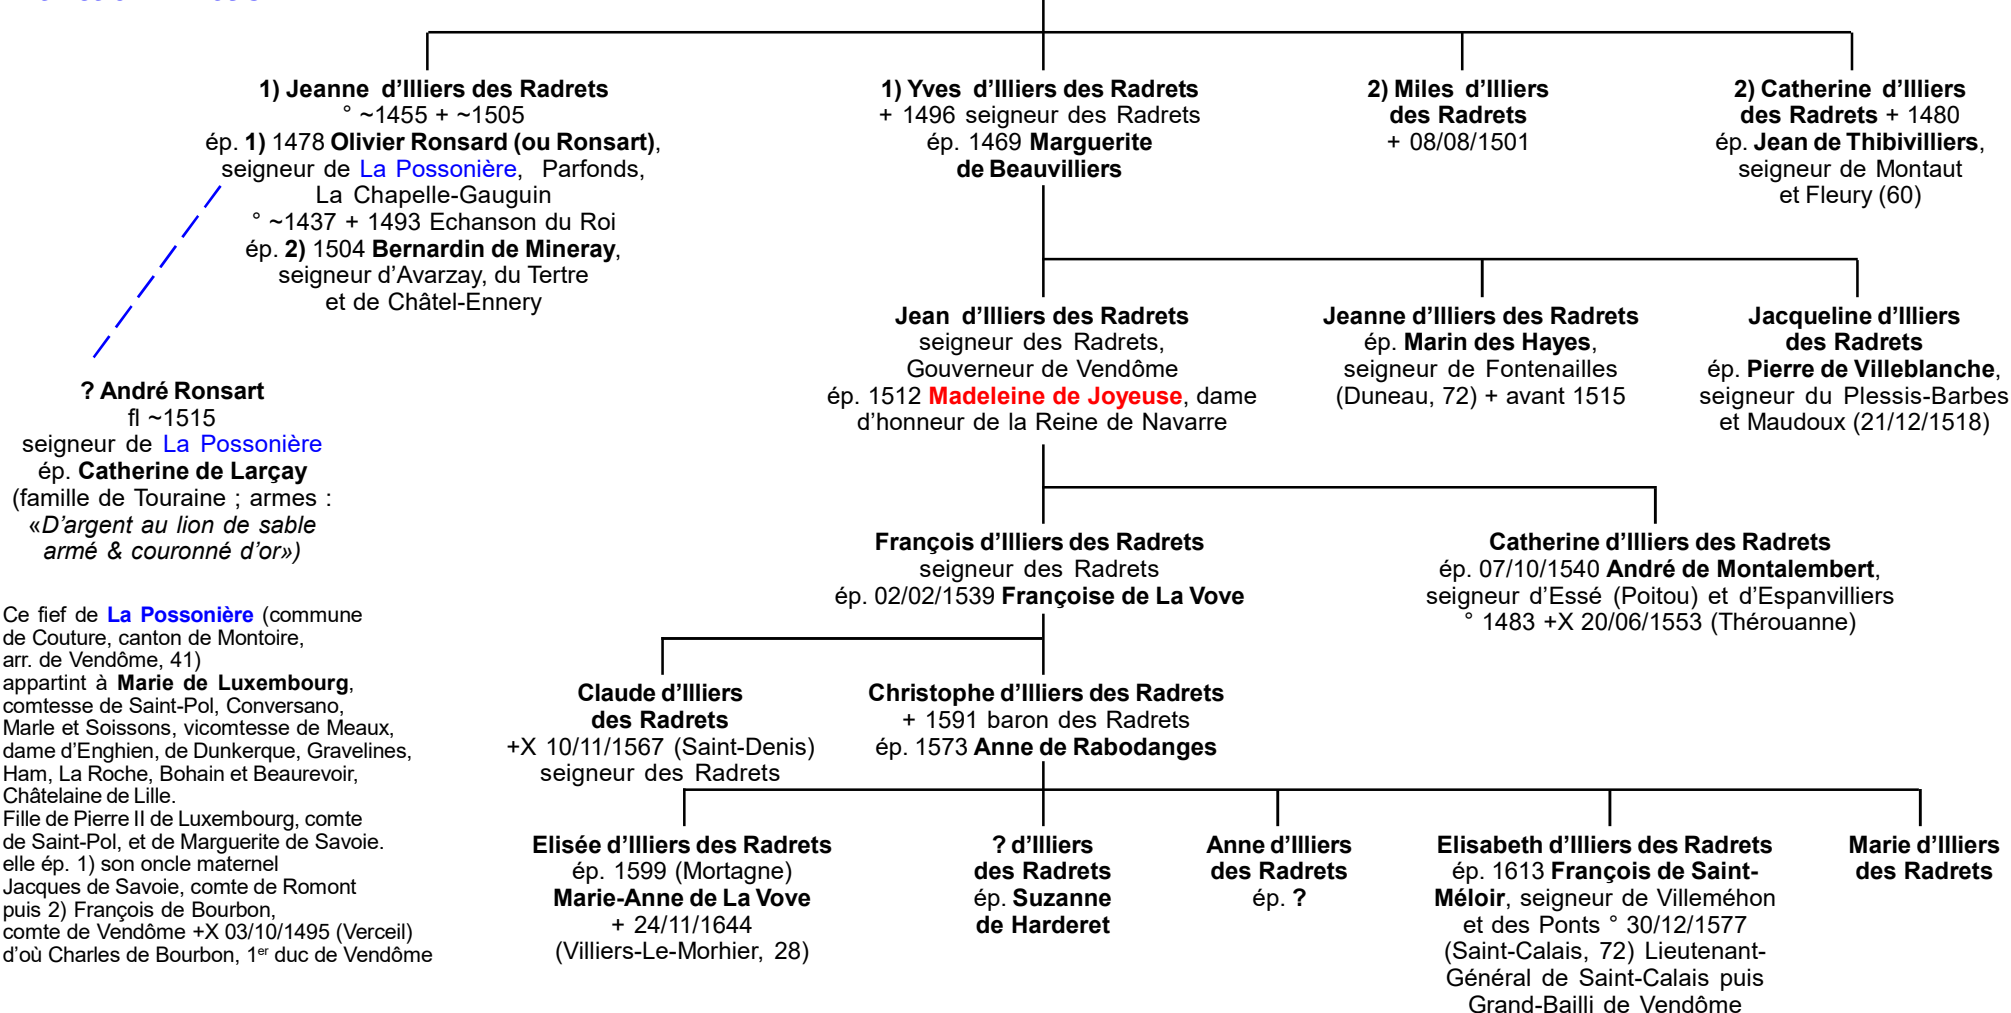 1) Jeanne d'Illiers des Radrets
° ~1455 + ~1505
ép. 1) 1478 Olivier Ronsard (ou Ronsart),
seigneur de La Possonière, Parfonds,
La Chapelle-Gauguin
° ~1437 + 1493 Echanson du Roi
ép. 2) 1504 Bernardin de Mineray,
seigneur d'Avarzay, du Tertre
et de Châtel-Ennery
1) Yves d'Illiers des Radrets
+ 1496 seigneur des Radrets
ép. 1469 Marguerite
de Beauvilliers
2) Miles d'Illiers
des Radrets
+ 08/08/1501
2) Catherine d'Illiers
des Radrets + 1480
ép. Jean de Thibivilliers,
seigneur de Montaut
et Fleury (60)
? André Ronsart
fl ~1515
seigneur de La Possonière
ép. Catherine de Larçay
(famille de Touraine ; armes :
«D'argent au lion de sable
armé & couronné d'or»)
Jean d'Illiers des Radrets
seigneur des Radrets,
Gouverneur de Vendôme
ép. 1512 Madeleine de Joyeuse, dame
d'honneur de la Reine de Navarre
Jeanne d'Illiers des Radrets
ép. Marin des Hayes,
seigneur de Fontenailles
(Duneau, 72) + avant 1515
Jacqueline d'Illiers
des Radrets
ép. Pierre de Villeblanche,
seigneur du Plessis-Barbes
et Maudoux (21/12/1518)
François d'Illiers des Radrets
seigneur des Radrets
ép. 02/02/1539 Françoise de La Vove
Catherine d'Illiers des Radrets
ép. 07/10/1540 André de Montalembert,
seigneur d'Essé (Poitou) et d'Espanvilliers
° 1483 +X 20/06/1553 (Thérouanne)
Ce fief de La Possonière (commune
de Couture, canton de Montoire,
arr. de Vendôme, 41)
appartint à Marie de Luxembourg,
comtesse de Saint-Pol, Conversano,
Marle et Soissons, vicomtesse de Meaux,
dame d'Enghien, de Dunkerque, Gravelines,
Ham, La Roche, Bohain et Beaurevoir,
Châtelaine de Lille.
Fille de Pierre II de Luxembourg, comte
de Saint-Pol, et de Marguerite de Savoie.
elle ép. 1) son oncle maternel
Jacques de Savoie, comte de Romont
puis 2) François de Bourbon,
comte de Vendôme +X 03/10/1495 (Verceil)
d'où Charles de Bourbon, 1er duc de Vendôme
Claude d'Illiers
des Radrets
+X 10/11/1567 (Saint-Denis)
seigneur des Radrets
Christophe d'Illiers des Radrets
+ 1591 baron des Radrets
ép. 1573 Anne de Rabodanges
Elisée d'Illiers des Radrets
ép. 1599 (Mortagne)
Marie-Anne de La Vove
+ 24/11/1644
(Villiers-Le-Morhier, 28)
? d'Illiers
des Radrets
ép. Suzanne
de Harderet
Anne d'Illiers
des Radrets
ép. ?
Elisabeth d'Illiers des Radrets
ép. 1613 François de Saint-
Méloir, seigneur de Villeméhon
et des Ponts ° 30/12/1577
(Saint-Calais, 72) Lieutenant-
Général de Saint-Calais puis
Grand-Bailli de Vendôme
Marie d'Illiers
des Radrets